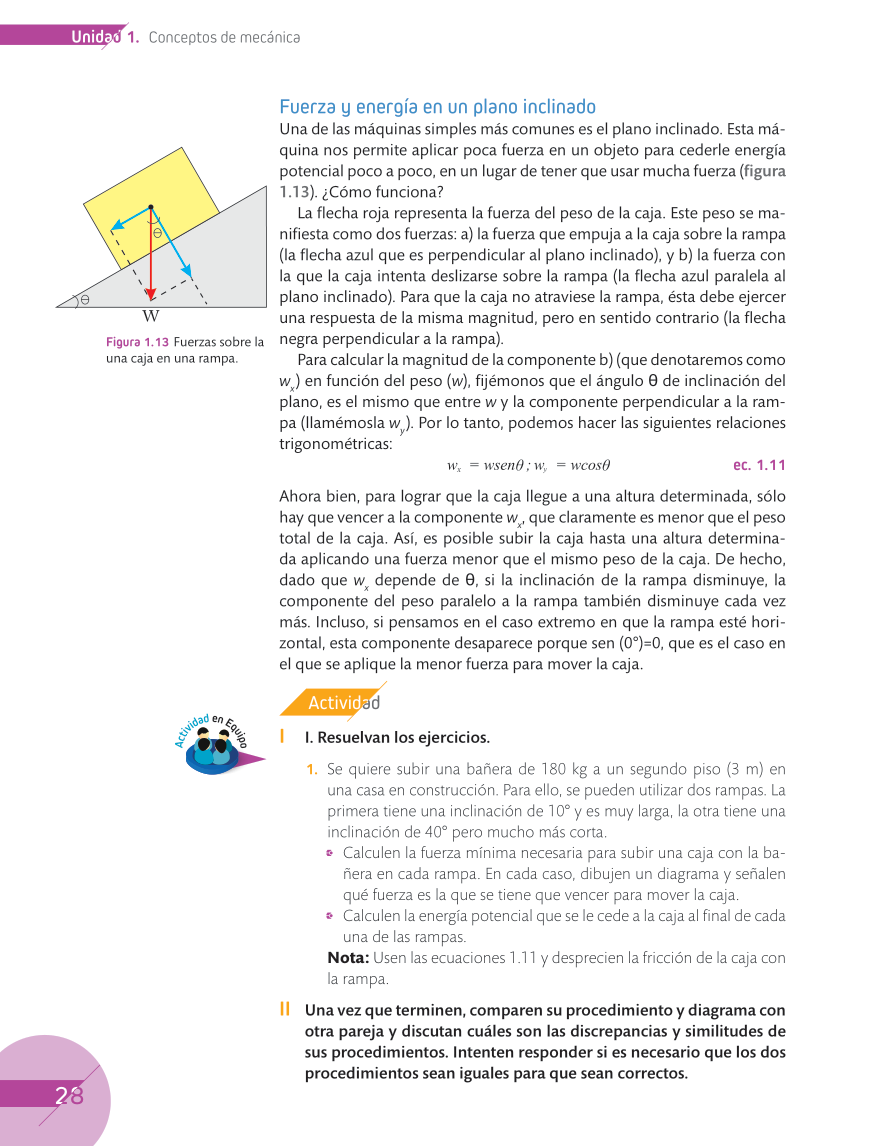 Unidad 1. Conceptos de mecánica
Fuerza y energía en un plano inclinado
Una de las máquinas simples más comunes es el plano inclinado. Esta má-
quina nos permite aplicar poca fuerza en un objeto para cederle energía
potencial poco a poco, en un lugar de tener que usar mucha fuerza (figura
1.13). ¿Cómo funciona?
La flecha roja representa la fuerza del peso de la caja. Este peso se ma-
nifiesta como dos fuerzas: a) la fuerza que empuja a la caja sobre la rampa
(la flecha azul que es perpendicular al plano inclinado), y b) la fuerza con
la que la caja intenta deslizarse sobre la rampa (la flecha azul paralela al
plano inclinado). Para que la caja no atraviese la rampa, ésta debe ejercer
una respuesta de la misma magnitud, pero en sentido contrario (la flecha
negra perpendicular a la rampa).
θ
θ
W
Figura 1.13 Fuerzas sobre la
una caja en una rampa.
Para calcular la magnitud de la componente b) (que denotaremos como
wx) en función del peso (w), fijémonos que el ángulo θ de inclinación del
plano, es el mismo que entre w y la componente perpendicular a la ram-
pa (llamémosla wy). Por lo tanto, podemos hacer las siguientes relaciones
trigonométricas:
wx = wsenθ ; wy = wcosθ ec. 1.11
Ahora bien, para lograr que la caja llegue a una altura determinada, sólo
hay que vencer a la componente wx, que claramente es menor que el peso
total de la caja. Así, es posible subir la caja hasta una altura determina-
da aplicando una fuerza menor que el mismo peso de la caja. De hecho,
dado que wx depende de θ, si la inclinación de la rampa disminuye, la
componente del peso paralelo a la rampa también disminuye cada vez
más. Incluso, si pensamos en el caso extremo en que la rampa esté hori-
zontal, esta componente desaparece porque sen (0°)=0, que es el caso en
el que se aplique la menor fuerza para mover la caja.
Actividad
Actividad en Equipo
I I. Resuelvan los ejercicios.
1. Se quiere subir una bañera de 180 kg a un segundo piso (3 m) en
una casa en construcción. Para ello, se pueden utilizar dos rampas. La
primera tiene una inclinación de 10° y es muy larga, la otra tiene una
inclinación de 40° pero mucho más corta.
Calculen la fuerza mínima necesaria para subir una caja con la ba-
ñera en cada rampa. En cada caso, dibujen un diagrama y señalen
qué fuerza es la que se tiene que vencer para mover la caja.
Calculen la energía potencial que se le cede a la caja al final de cada
una de las rampas.
Nota: Usen las ecuaciones 1.11 y desprecien la fricción de la caja con
la rampa.
II Una vez que terminen, comparen su procedimiento y diagrama con
otra pareja y discutan cuáles son las discrepancias y similitudes de
sus procedimientos. Intenten responder si es necesario que los dos
procedimientos sean iguales para que sean correctos.
28